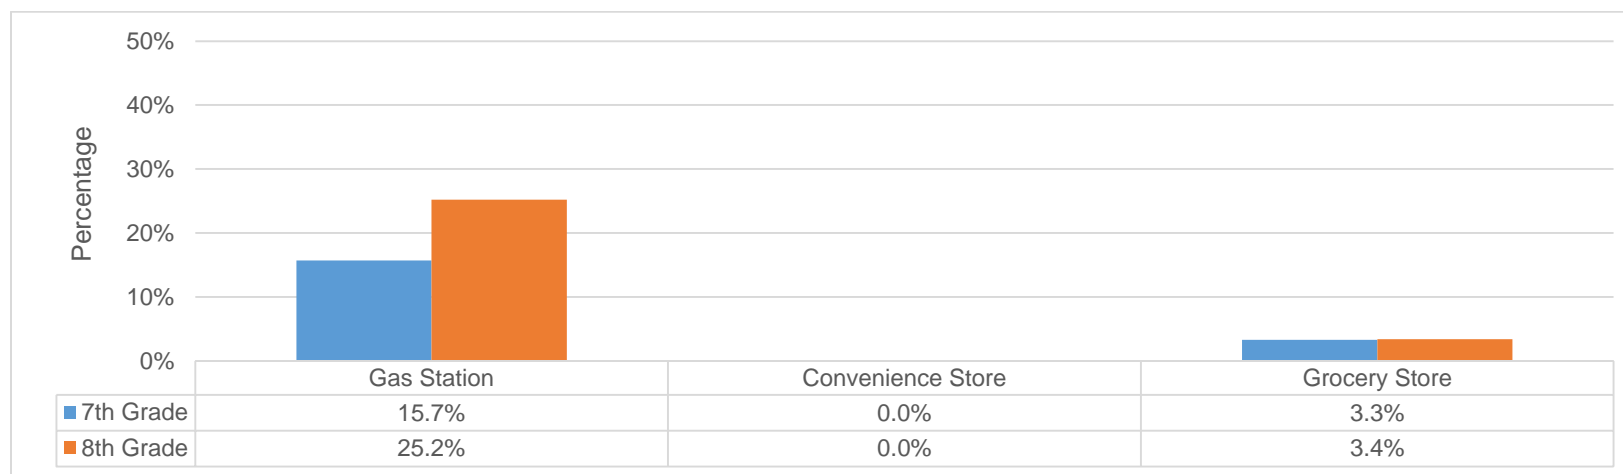 50%
40%
30%
20%
10%
0%
Percentage
Gas Station Convenience Store Grocery Store
7th Grade 15.7% 0.0% 3.3%
8th Grade 25.2% 0.0% 3.4%